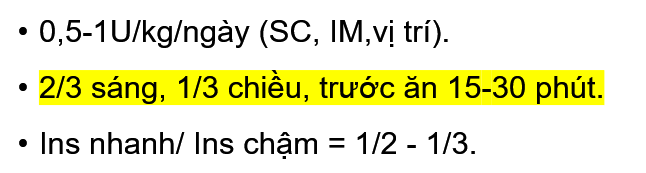 • 0,5-1U/kg/ngày (SC, IM,vị trí).
• 2/3 sáng, 1/3 chiều, trước ăn 15-30 phút.
• Ins nhanh/ Ins chậm = 1/2 - 1/3.